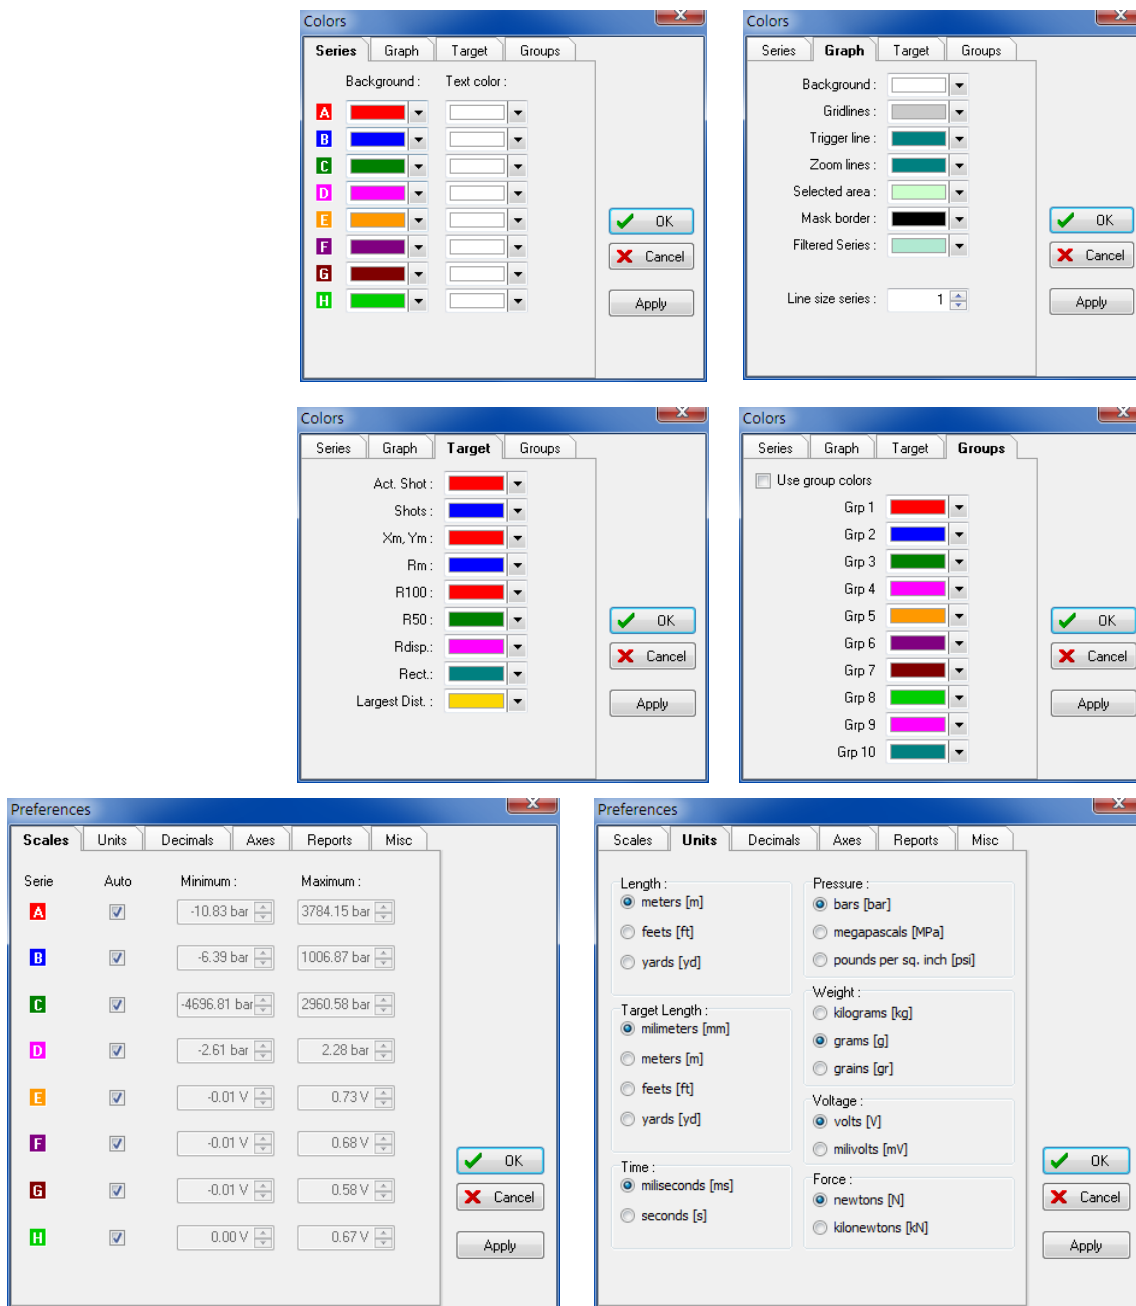 Colors
Series Graph Target Groups
Background : Text color :
A
B
C
D
E
F
G
H
OK
Cancel
Apply
Colors
Series Graph Target Groups
Background :
Gridlines :
Trigger line :
Zoom lines :
Selected area :
Mask border :
Filtered Series :
Line size series : 1
OK
Cancel
Apply
Colors
Series Graph Target Groups
Act. Shot :
Shots :
Xm, Ym :
Rm :
R100 :
R50 :
Rdisp.:
Rect.:
Largest Dist. :
OK
Cancel
Apply
Colors
Series Graph Target Groups
Use group colors
Grp 1
Grp 2
Grp 3
Grp 4
Grp 5
Grp 6
Grp 7
Grp 8
Grp 9
Grp 10
OK
Cancel
Apply
Preferences
Scales Units Decimals Axes Reports Misc
Serie Auto Minimum : Maximum :
A -10.83 bar 3784.15 bar
B -6.39 bar 1006.87 bar
C -4696.81 bar 2960.58 bar
D -2.61 bar 2.28 bar
E -0.01 V 0.73 V
F -0.01 V 0.68 V
G -0.01 V 0.58 V
H 0.00 V 0.67 V
OK
Cancel
Apply
Preferences
Scales Units Decimals Axes Reports Misc
Length :
meters [m]
feets [ft]
yards [yd]
Target Length :
milimeters [mm]
meters [m]
feets [ft]
yards [yd]
Time :
miliseconds [ms]
seconds [s]
Pressure :
bars [bar]
megapascals [MPa]
pounds per sq. inch [psi]
Weight :
kilograms [kg]
grams [g]
grains [gr]
Voltage :
volts [V]
milivolts [mV]
Force :
newtons [N]
kilonewtons [kN]
OK
Cancel
Apply